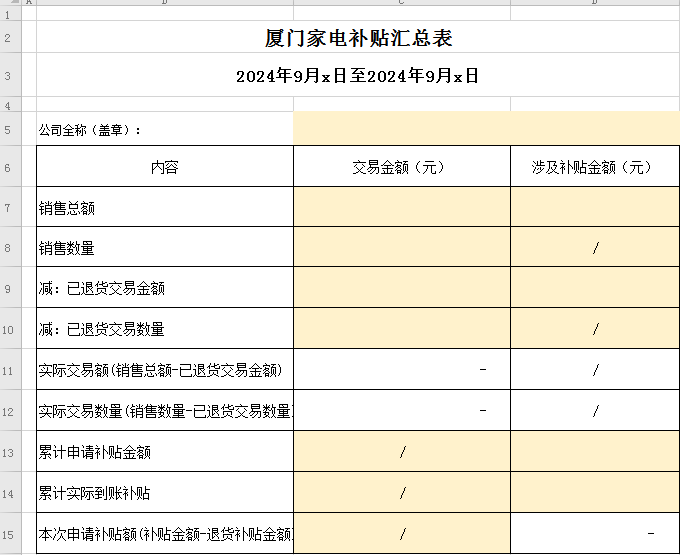 A B C D
1
2 厦门家电补贴汇总表
3 2024年9月x日至2024年9月x日
4
5 公司全称（盖章）：
6 内容 交易金额（元） 涉及补贴金额（元）
7 销售总额
8 销售数量 /
9 减：已退货交易金额
10 减：已退货交易数量 /
11 实际交易额(销售总额-已退货交易金额) - /
12 实际交易数量(销售数量-已退货交易数量) - /
13 累计申请补贴金额 /
14 累计实际到账补贴 /
15 本次申请补贴额(补贴金额-退货补贴金额) / -